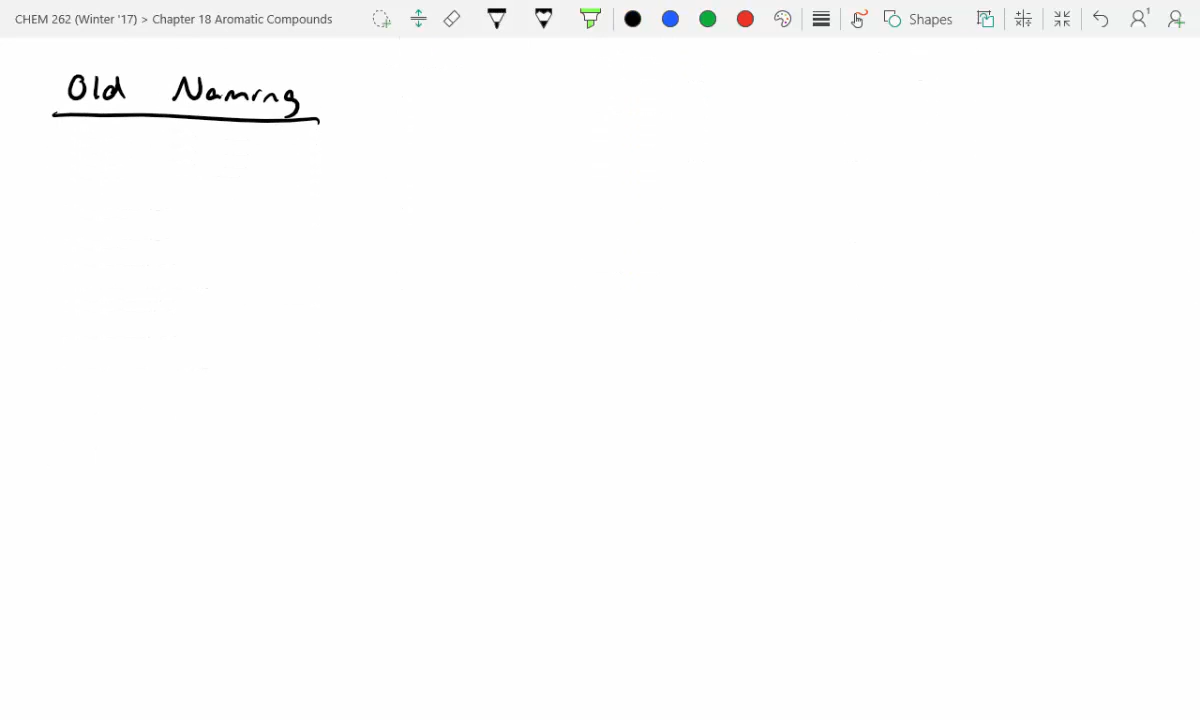 CHEM 262 (Winter '17) > Chapter 18 Aromatic Compounds
Shapes
Old Naming